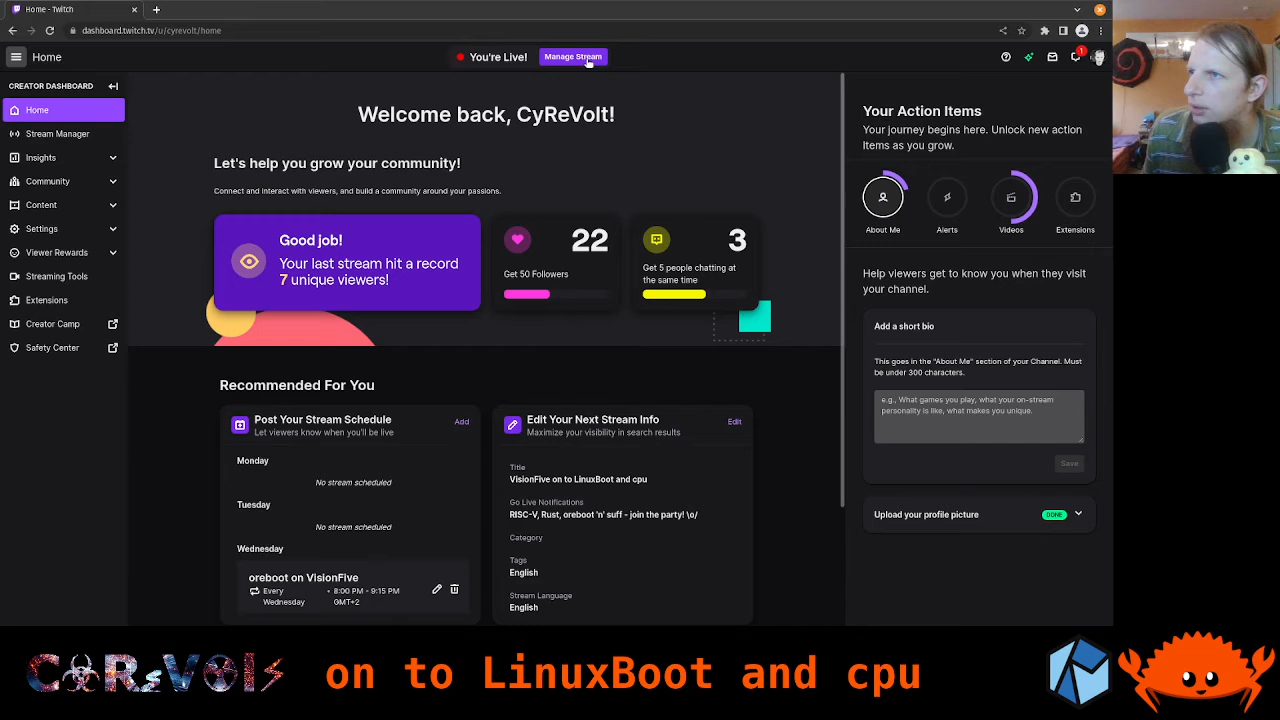 Home - Twitch
dashboard.twitch.tv/u/cyrevolt/home
Home
You're Live!
Manage Stream
1
CREATOR DASHBOARD
Home
Stream Manager
Insights
Community
Content
Settings
Viewer Rewards
Streaming Tools
Extensions
Creator Camp
Safety Center
Welcome back, CyReVolt!
Let's help you grow your community!
Connect and interact with viewers, and build a community around your passions.
Good job!
Your last stream hit a record
7 unique viewers!
22
Get 50 Followers
3
Get 5 people chatting at
the same time
Recommended For You
Post Your Stream Schedule
Add
Let viewers know when you'll be live
Monday
No stream scheduled
Tuesday
No stream scheduled
Wednesday
oreboot on VisionFive
Every
Wednesday
• 8:00 PM - 9:15 PM
GMT+2
Edit Your Next Stream Info
Edit
Maximize your visibility in search results
Title
VisionFive on to LinuxBoot and cpu
Go Live Notifications
RISC-V, Rust, oreboot 'n' suff - join the party! \o/
Category
Tags
English
Stream Language
English
Your Action Items
Your journey begins here. Unlock new action
Items as you grow.
About Me
Alerts
Videos
Extensions
Help viewers get to know you when they visit
your channel.
Add a short bio
This goes in the "About Me" section of your Channel. Must
be under 300 characters.
e.g., What games you play, what your on-stream
personality is like, what makes you unique.
Save
Upload your profile picture
DONE
CyReVolt on to LinuxBoot and cpu